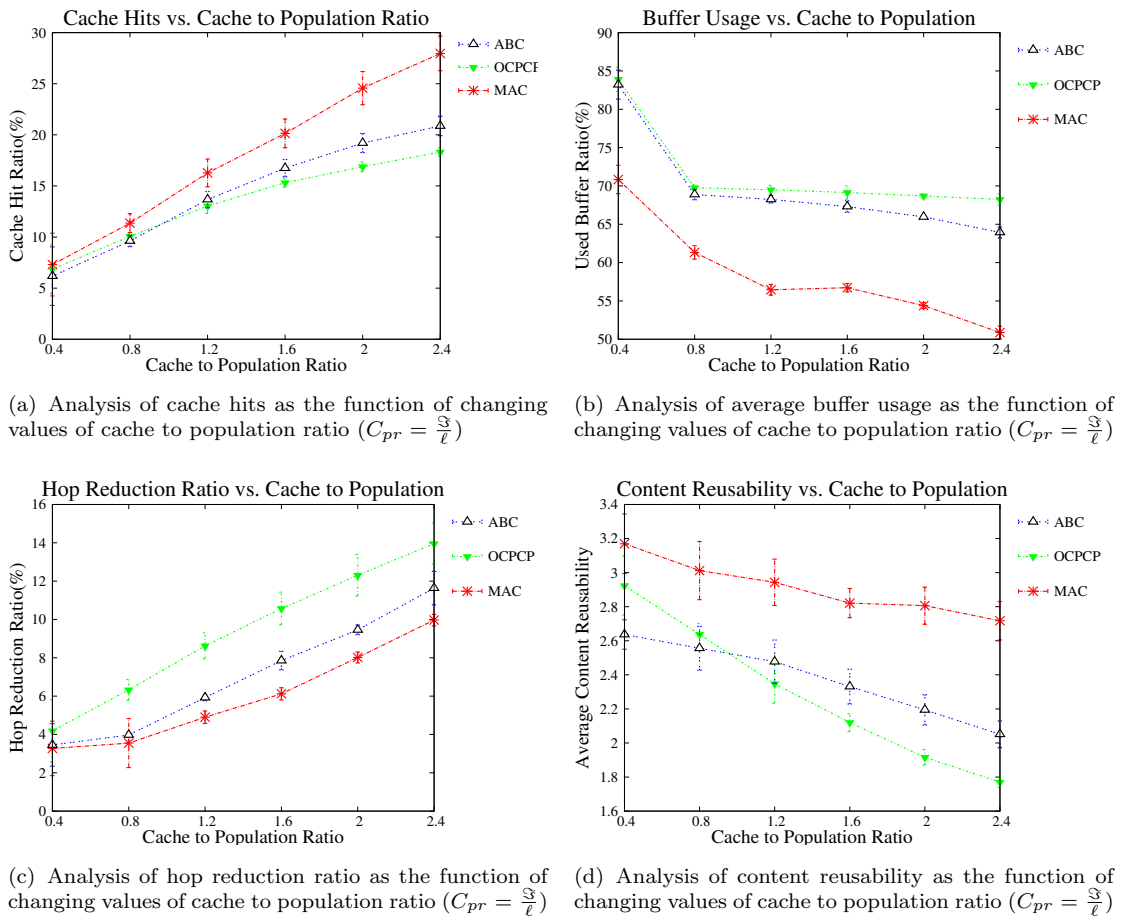 Cache Hits vs. Cache to Population Ratio
30
25
20
15
10
5
0
Cache Hit Ratio(%)
0.4 0.8 1.2 1.6 2 2.4
Cache to Population Ratio
ABC
OCPCP
MAC
Buffer Usage vs. Cache to Population
90
85
80
75
70
65
60
55
50
Used Buffer Ratio(%)
0.4 0.8 1.2 1.6 2 2.4
Cache to Population Ratio
ABC
OCPCP
MAC
(a) Analysis of cache hits as the function of changing
values of cache to population ratio (C_{pr} = ℑ/ℓ)
(b) Analysis of average buffer usage as the function of
changing values of cache to population ratio (C_{pr} = ℑ/ℓ)
Hop Reduction Ratio vs. Cache to Population
16
14
12
10
8
6
4
2
0
Hop Reduction Ratio(%)
0.4 0.8 1.2 1.6 2 2.4
Cache to Population Ratio
ABC
OCPCP
MAC
Content Reusability vs. Cache to Population
3.4
3.2
3
2.8
2.6
2.4
2.2
2
1.8
1.6
Average Content Reusability
0.4 0.8 1.2 1.6 2 2.4
Cache to Population Ratio
ABC
OCPCP
MAC
(c) Analysis of hop reduction ratio as the function of
changing values of cache to population ratio (C_{pr} = ℑ/ℓ)
(d) Analysis of content reusability as the function of
changing values of cache to population ratio (C_{pr} = ℑ/ℓ)